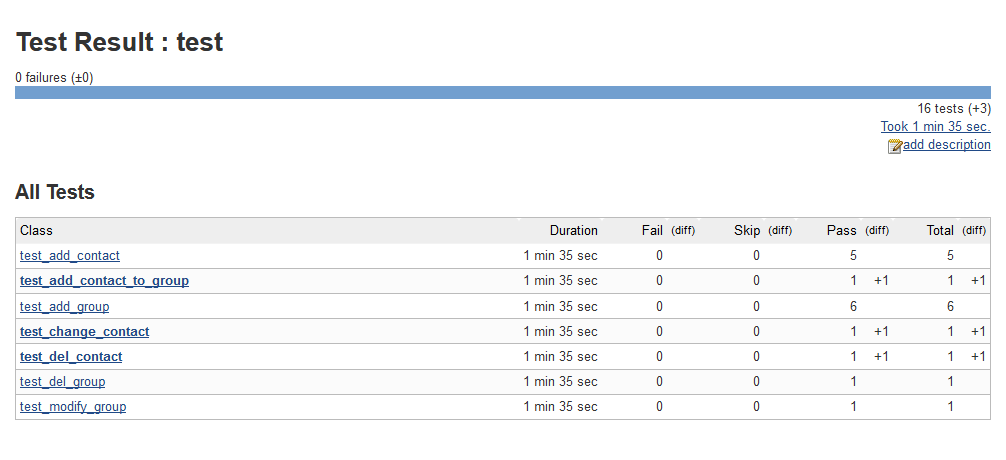 Test Result : test
0 failures (±0)
16 tests (+3)
Took 1 min 35 sec.
add description
All Tests
Class Duration Fail (diff) Skip (diff) Pass (diff) Total (diff)
test_add_contact 1 min 35 sec 0 0 5 5
test_add_contact_to_group 1 min 35 sec 0 0 1 +1 1 +1
test_add_group 1 min 35 sec 0 0 6 6
test_change_contact 1 min 35 sec 0 0 1 +1 1 +1
test_del_contact 1 min 35 sec 0 0 1 +1 1 +1
test_del_group 1 min 35 sec 0 0 1 1
test_modify_group 1 min 35 sec 0 0 1 1